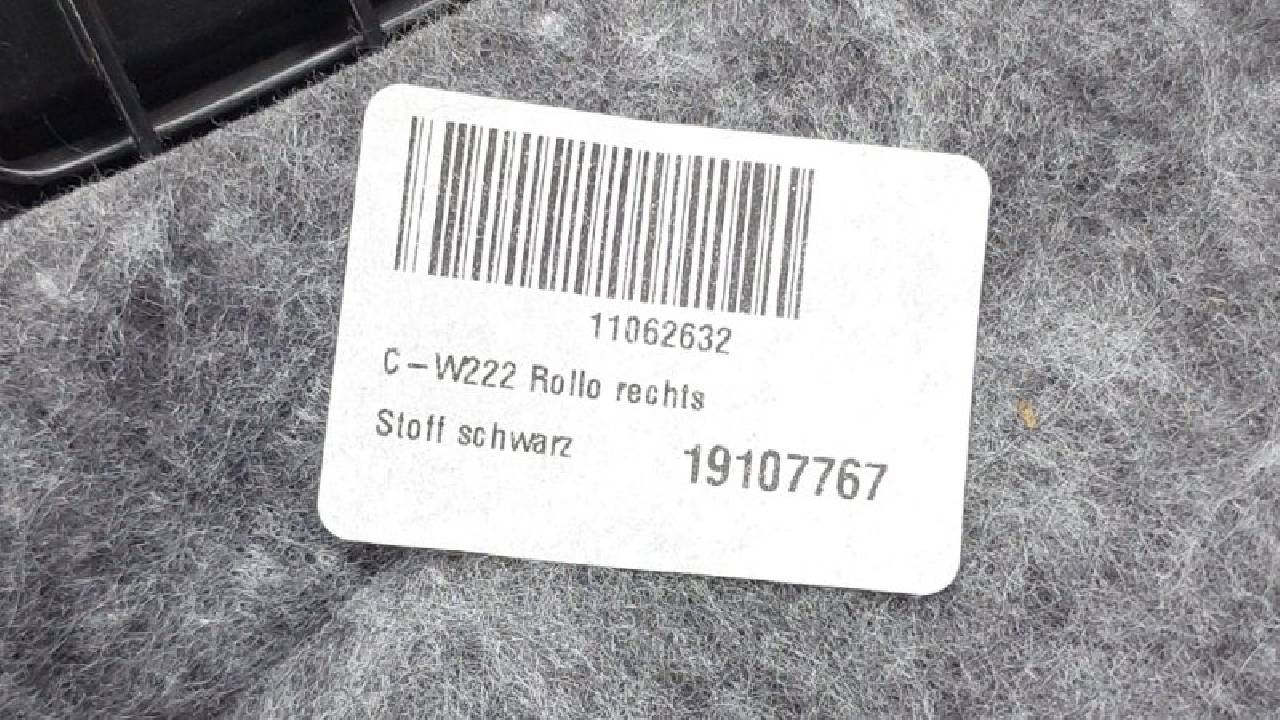 11062632
C-W222 Rollo rechts
Stoff schwarz
19107767